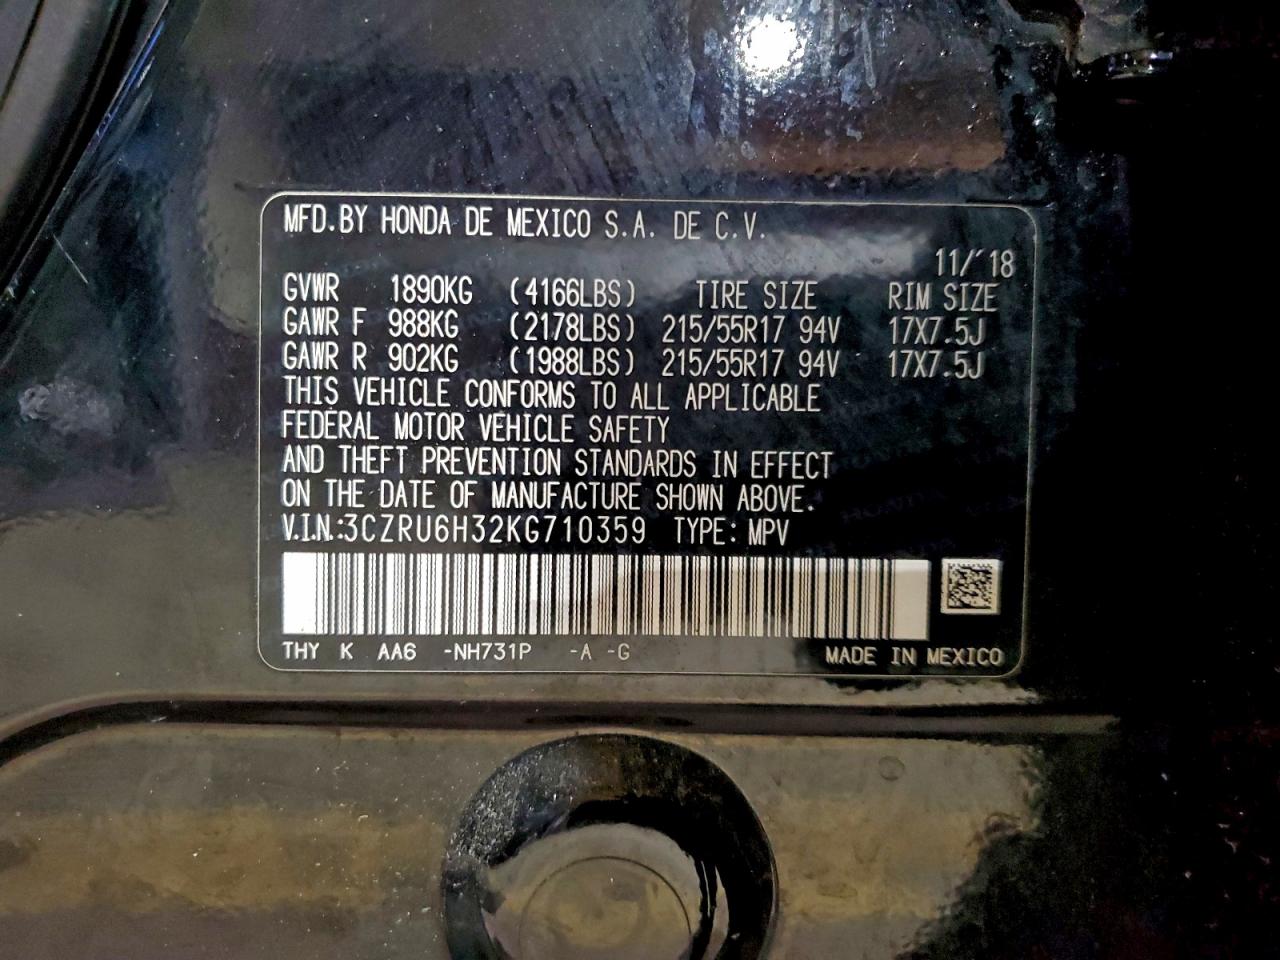 MFD.BY HONDA DE MEXICO S.A. DE C.V.
11/´18
GVWR 1890KG (4166LBS) TIRE SIZE RIM SIZE
GAWR F 988KG (2178LBS) 215/55R17 94V 17X7.5J
GAWR R 902KG (1988LBS) 215/55R17 94V 17X7.5J
THIS VEHICLE CONFORMS TO ALL APPLICABLE
FEDERAL MOTOR VEHICLE SAFETY
AND THEFT PREVENTION STANDARDS IN EFFECT
ON THE DATE OF MANUFACTURE SHOWN ABOVE.
V.I.N.:3CZRU6H32KG710359 TYPE: MPV
THY K AA6 -NH731P -A -G MADE IN MEXICO